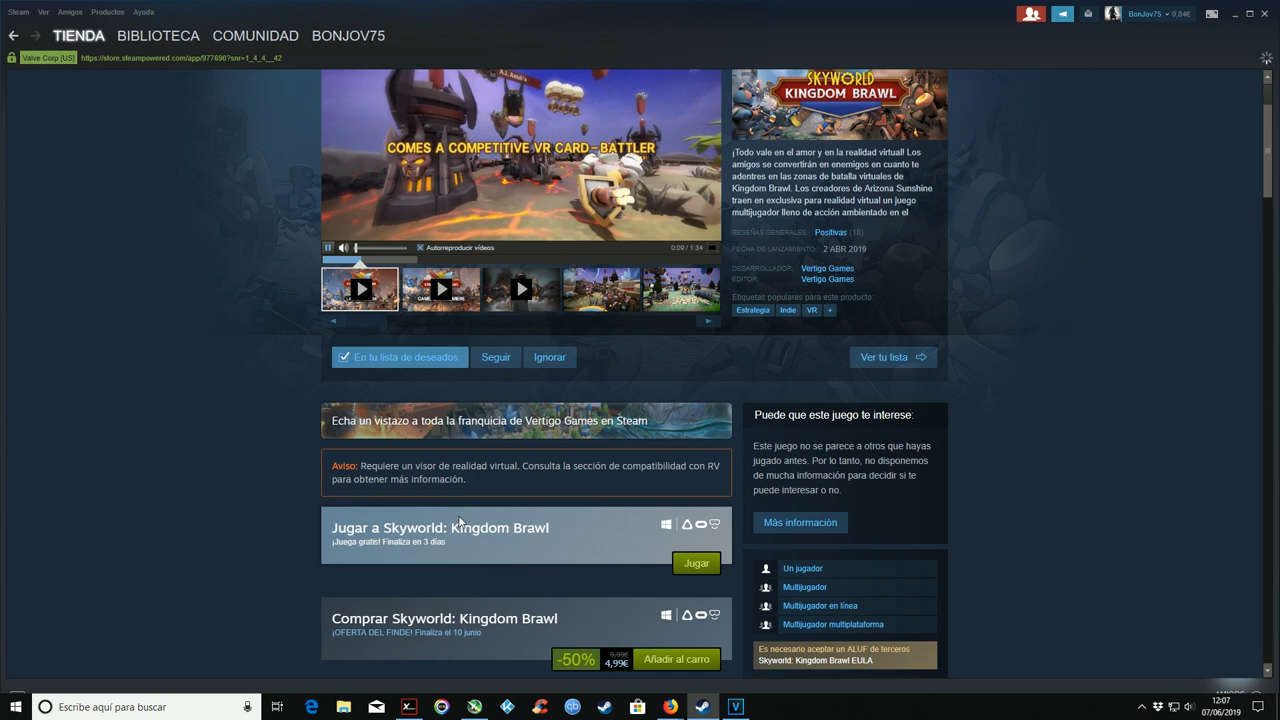 Steam Ver Amigos Productos Ayuda
BonJov75 0,84€
TIENDA BIBLIOTECA COMUNIDAD BONJOV75
Valve Corp [US] https://store.steampowered.com/app/977690?snr=1_4_4__42
COMES A COMPETITIVE VR CARD-BATTLER
Autorreproducir vídeos 0:09 / 1:34
SKYWORLD
KINGDOM BRAWL
¡Todo vale en el amor y en la realidad virtual! Los
amigos se convertirán en enemigos en cuanto te
adentres en las zonas de batalla virtuales de
Kingdom Brawl. Los creadores de Arizona Sunshine
traen en exclusiva para realidad virtual un juego
multijugador lleno de acción ambientado en el
RESEÑAS GENERALES: Positivas (18)
FECHA DE LANZAMIENTO: 2 ABR 2019
DESARROLLADOR: Vertigo Games
EDITOR: Vertigo Games
Etiquetas populares para este producto:
Estrategia Indie VR +
En tu lista de deseados Seguir Ignorar Ver tu lista
Echa un vistazo a toda la franquicia de Vertigo Games en Steam
Aviso: Requiere un visor de realidad virtual. Consulta la sección de compatibilidad con RV
para obtener más información.
Jugar a Skyworld: Kingdom Brawl
¡Juega gratis! Finaliza en 3 días
Jugar
Comprar Skyworld: Kingdom Brawl
¡OFERTA DEL FINDE! Finaliza el 10 junio
-50% 9,99€ 4,99€ Añadir al carro
Puede que este juego te interese:
Este juego no se parece a otros que hayas
jugado antes. Por lo tanto, no disponemos
de mucha información para decidir si te
puede interesar o no.
Más información
Un jugador
Multijugador
Multijugador en línea
Multijugador multiplataforma
Es necesario aceptar un ALUF de terceros
Skyworld: Kingdom Brawl EULA
Escribe aquí para buscar
12:07
07/06/2019